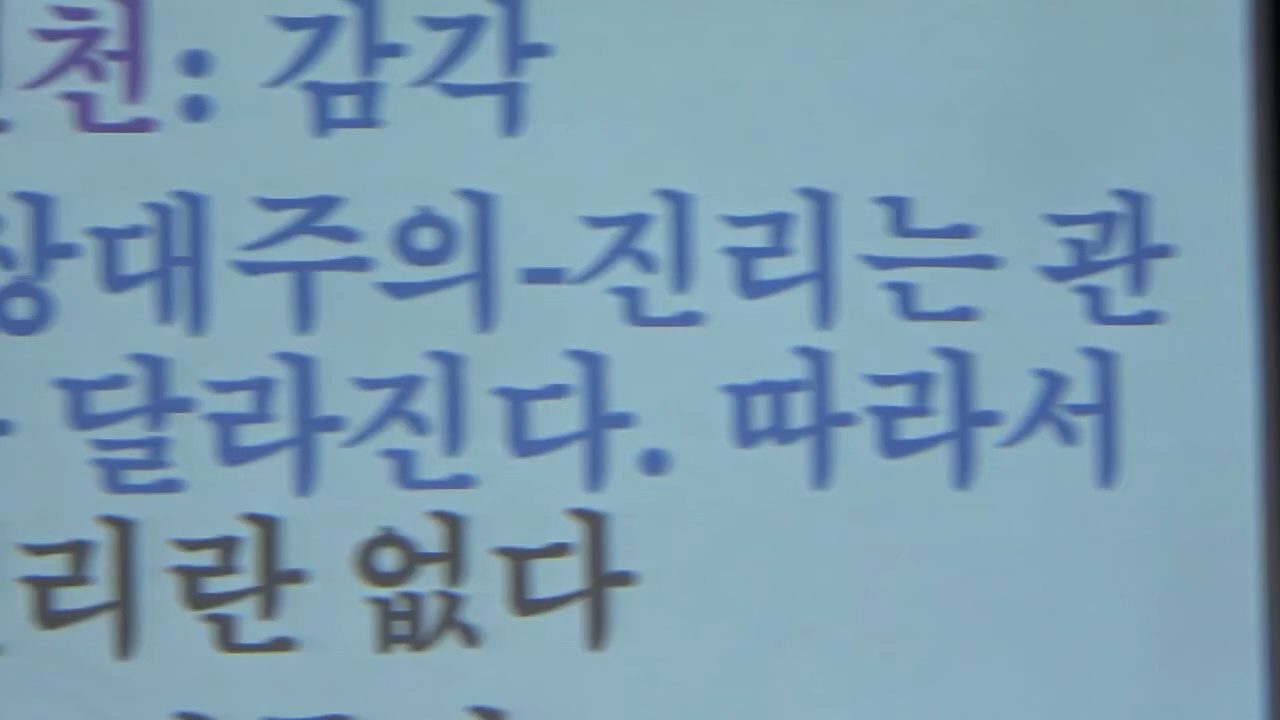 천: 감각
상대주의-진리는 관
달라진다. 따라서
리란 없다